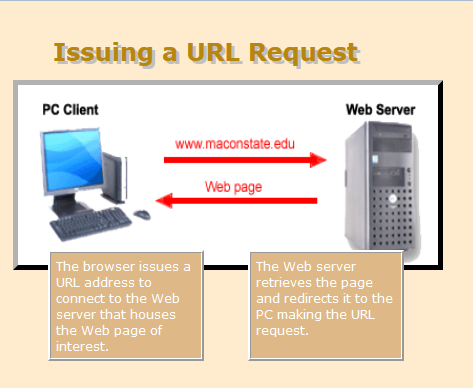 Issuing a URL Request
PC Client
Web Server
www.maconstate.edu
Web page
The browser issues a
URL address to
connect to the Web
server that houses
the Web page of
interest.
The Web server
retrieves the page
and redirects it to the
PC making the URL
request.